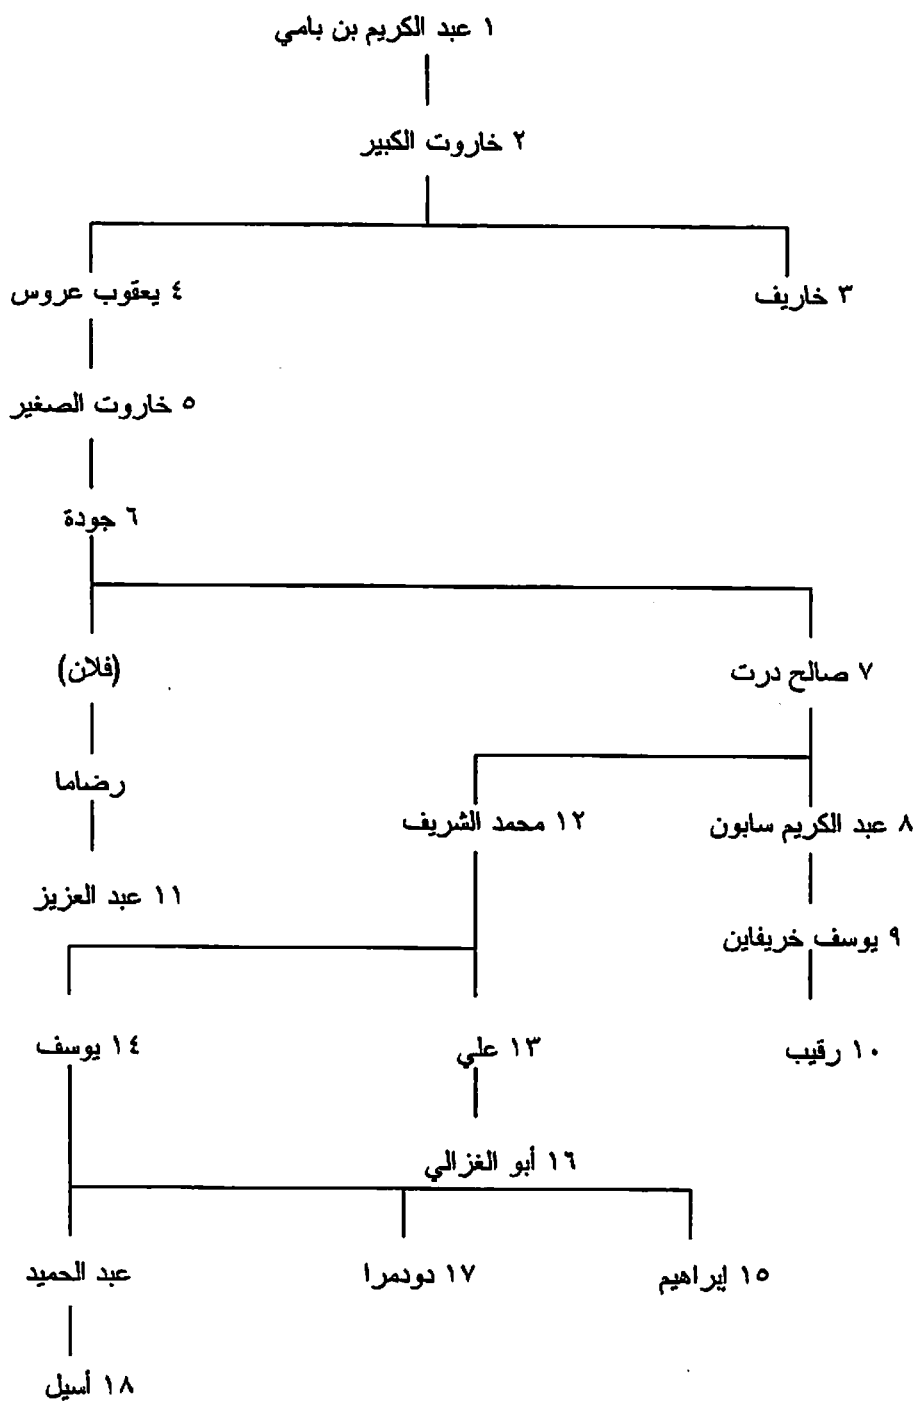 ١ عبد الكريم بن بامي
٢ خاروت الكبير
٣ خاريف
٤ يعقوب عروس
٥ خاروت الصغير
٦ جودة
٧ صالح درت
(فلان)
رضاما
٨ عبد الكريم سابون
١٢ محمد الشريف
١١ عبد العزيز
٩ يوسف خريفاين
١٠ رقيب
١٣ علي
١٤ يوسف
١٦ أبو الغزالي
١٥ إبراهيم
١٧ دودمرا
عبد الحميد
١٨ أسيل